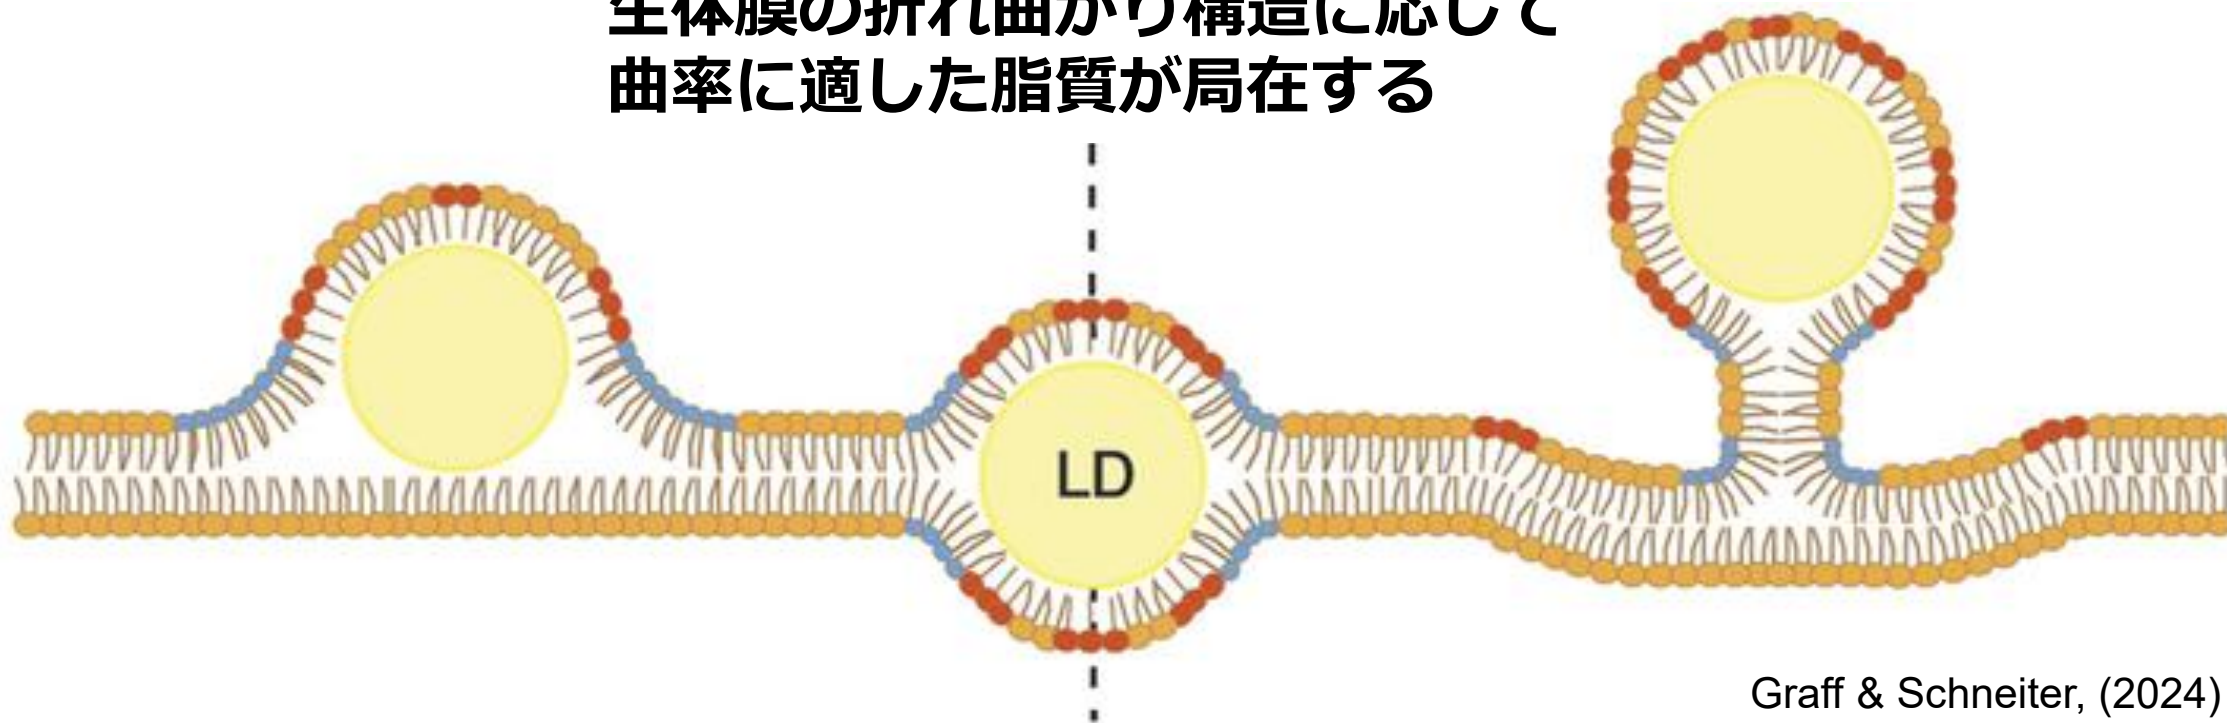 生体膜の折れ曲がり構造に応じて
曲率に適した脂質が局在する
LD
Graff & Schneiter, (2024)